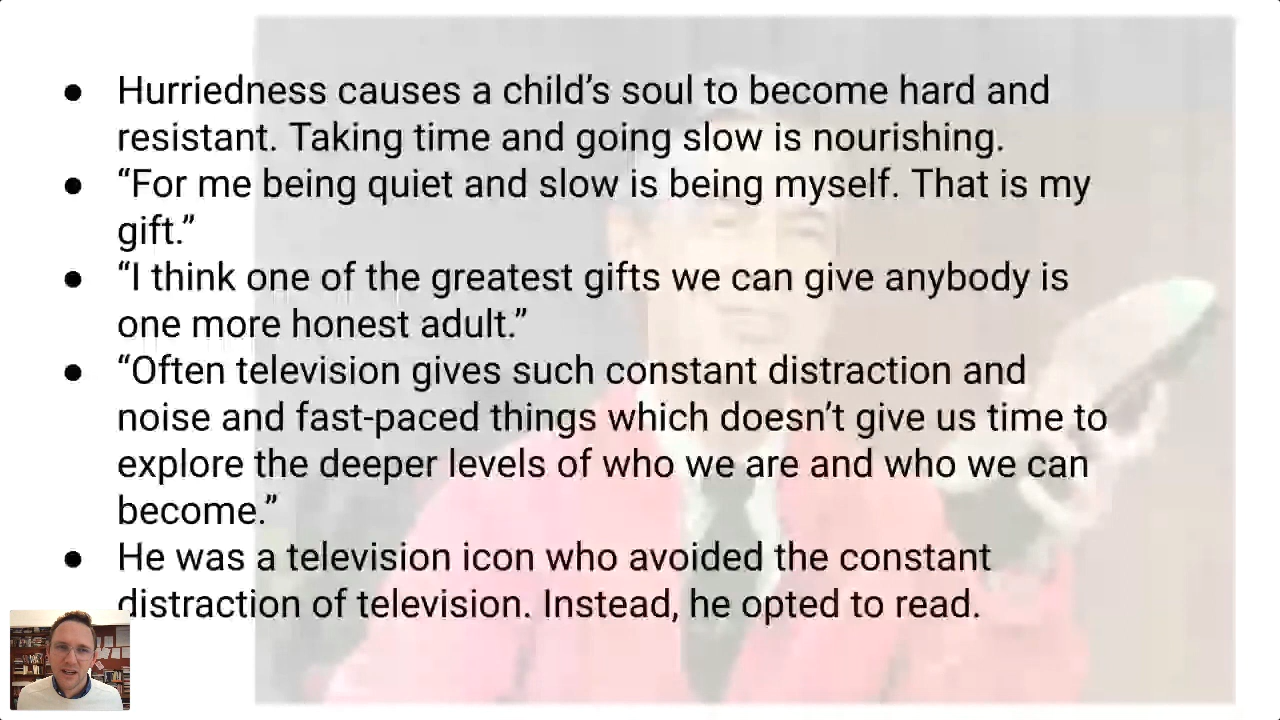 ● Hurriedness causes a child’s soul to become hard and
resistant. Taking time and going slow is nourishing.
● “For me being quiet and slow is being myself. That is my
gift.”
● “I think one of the greatest gifts we can give anybody is
one more honest adult.”
● “Often television gives such constant distraction and
noise and fast-paced things which doesn’t give us time to
explore the deeper levels of who we are and who we can
become.”
● He was a television icon who avoided the constant
distraction of television. Instead, he opted to read.